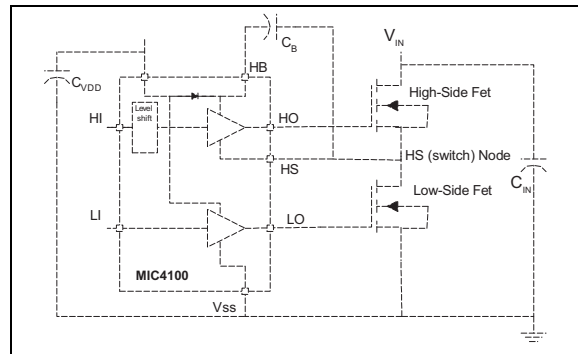 C_B
V_IN
C_VDD
HB
High-Side Fet
HI
Level
shift
HO
HS
HS (switch) Node
C_IN
Low-Side Fet
LI
LO
MIC4100
Vss